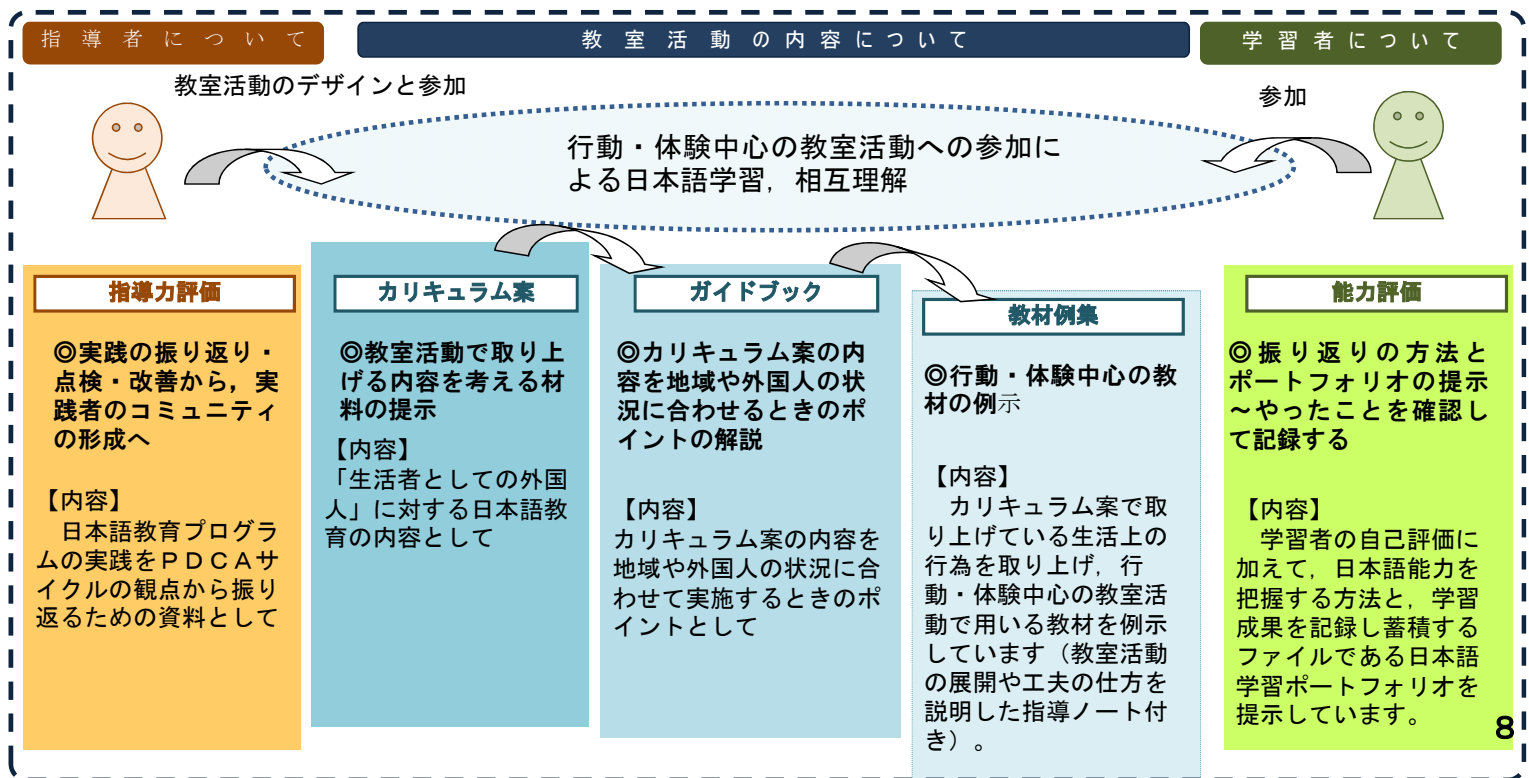 指導者について
教室活動の内容について
学習者について
教室活動のデザインと参加
参加
行動・体験中心の教室活動への参加に
よる日本語学習，相互理解
指導力評価
◎実践の振り返り・
点検・改善から，実
践者のコミュニティ
の形成へ
【内容】
日本語教育プログラ
ムの実践をＰＤＣＡサ
イクルの観点から振り
返るための資料として
カリキュラム案
◎教室活動で取り上
げる内容を考える材
料の提示
【内容】
「生活者としての外国
人」に対する日本語教
育の内容として
ガイドブック
◎カリキュラム案の内
容を地域や外国人の状
況に合わせるときのポ
イントの解説
【内容】
カリキュラム案の内容を
地域や外国人の状況に合
わせて実施するときのポ
イントとして
教材例集
◎行動・体験中心の教
材の例示
【内容】
カリキュラム案で取
り上げている生活上の
行為を取り上げ，行
動・体験中心の教室活
動で用いる教材を例示
しています（教室活動
の展開や工夫の仕方を
説明した指導ノート付
き）。
能力評価
◎振り返りの方法と
ポートフォリオの提示
～やったことを確認し
て記録する
【内容】
学習者の自己評価に
加えて，日本語能力を
把握する方法と，学習
成果を記録し蓄積する
ファイルである日本語
学習ポートフォリオを
提示しています。
8